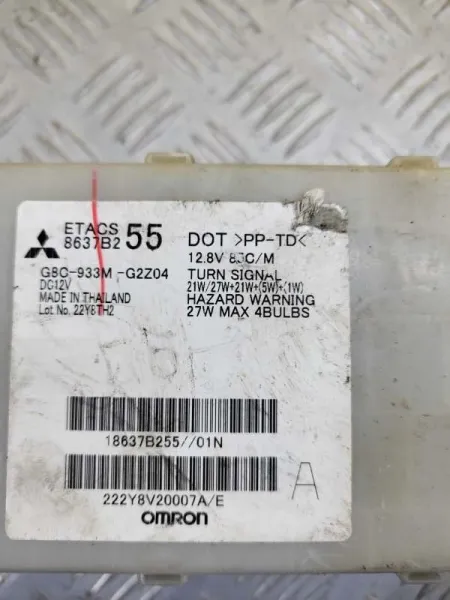 ETACS
8637B2 55
G8C-933M-G2Z04
DC12V
MADE IN THAILAND
Lot No. 22Y8TH2
DOT >PP-TD<
12.8V 85C/M
TURN SIGNAL
21W/27W+21W+(5W)+(1W)
HAZARD WARNING
27W MAX 4BULBS
18637B255//01N
222Y8V20007A/E
A
OMRON